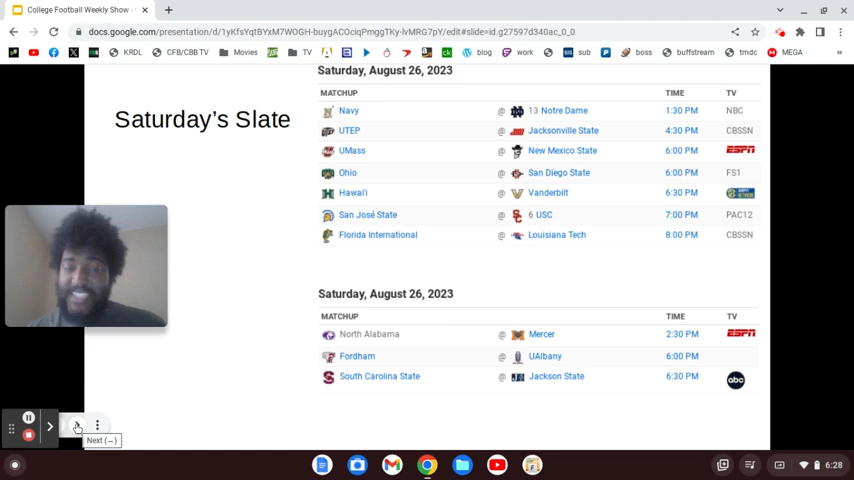 College Football Weekly Show -
docs.google.com/presentation/d/1yKfsYqtBYxM7WOGH-buygACOciqPmggTKy-lvMRG7pY/edit#slide=id.g27597d340ac_0_0
KRDL CFB/CBB TV Movies TV blog work sub boss buffstream tmdc MEGA »
Saturday's Slate
Saturday, August 26, 2023
MATCHUP TIME TV
Navy @ 13 Notre Dame 1:30 PM NBC
UTEP @ Jacksonville State 4:30 PM CBSSN
UMass @ New Mexico State 6:00 PM ESPN
Ohio @ San Diego State 6:00 PM FS1
Hawai'i @ Vanderbilt 6:30 PM
San José State @ 6 USC 7:00 PM PAC12
Florida International @ Louisiana Tech 8:00 PM CBSSN
Saturday, August 26, 2023
MATCHUP TIME TV
North Alabama @ Mercer 2:30 PM ESPN
Fordham @ UAlbany 6:00 PM
South Carolina State @ Jackson State 6:30 PM abc
Next (→)
6:28